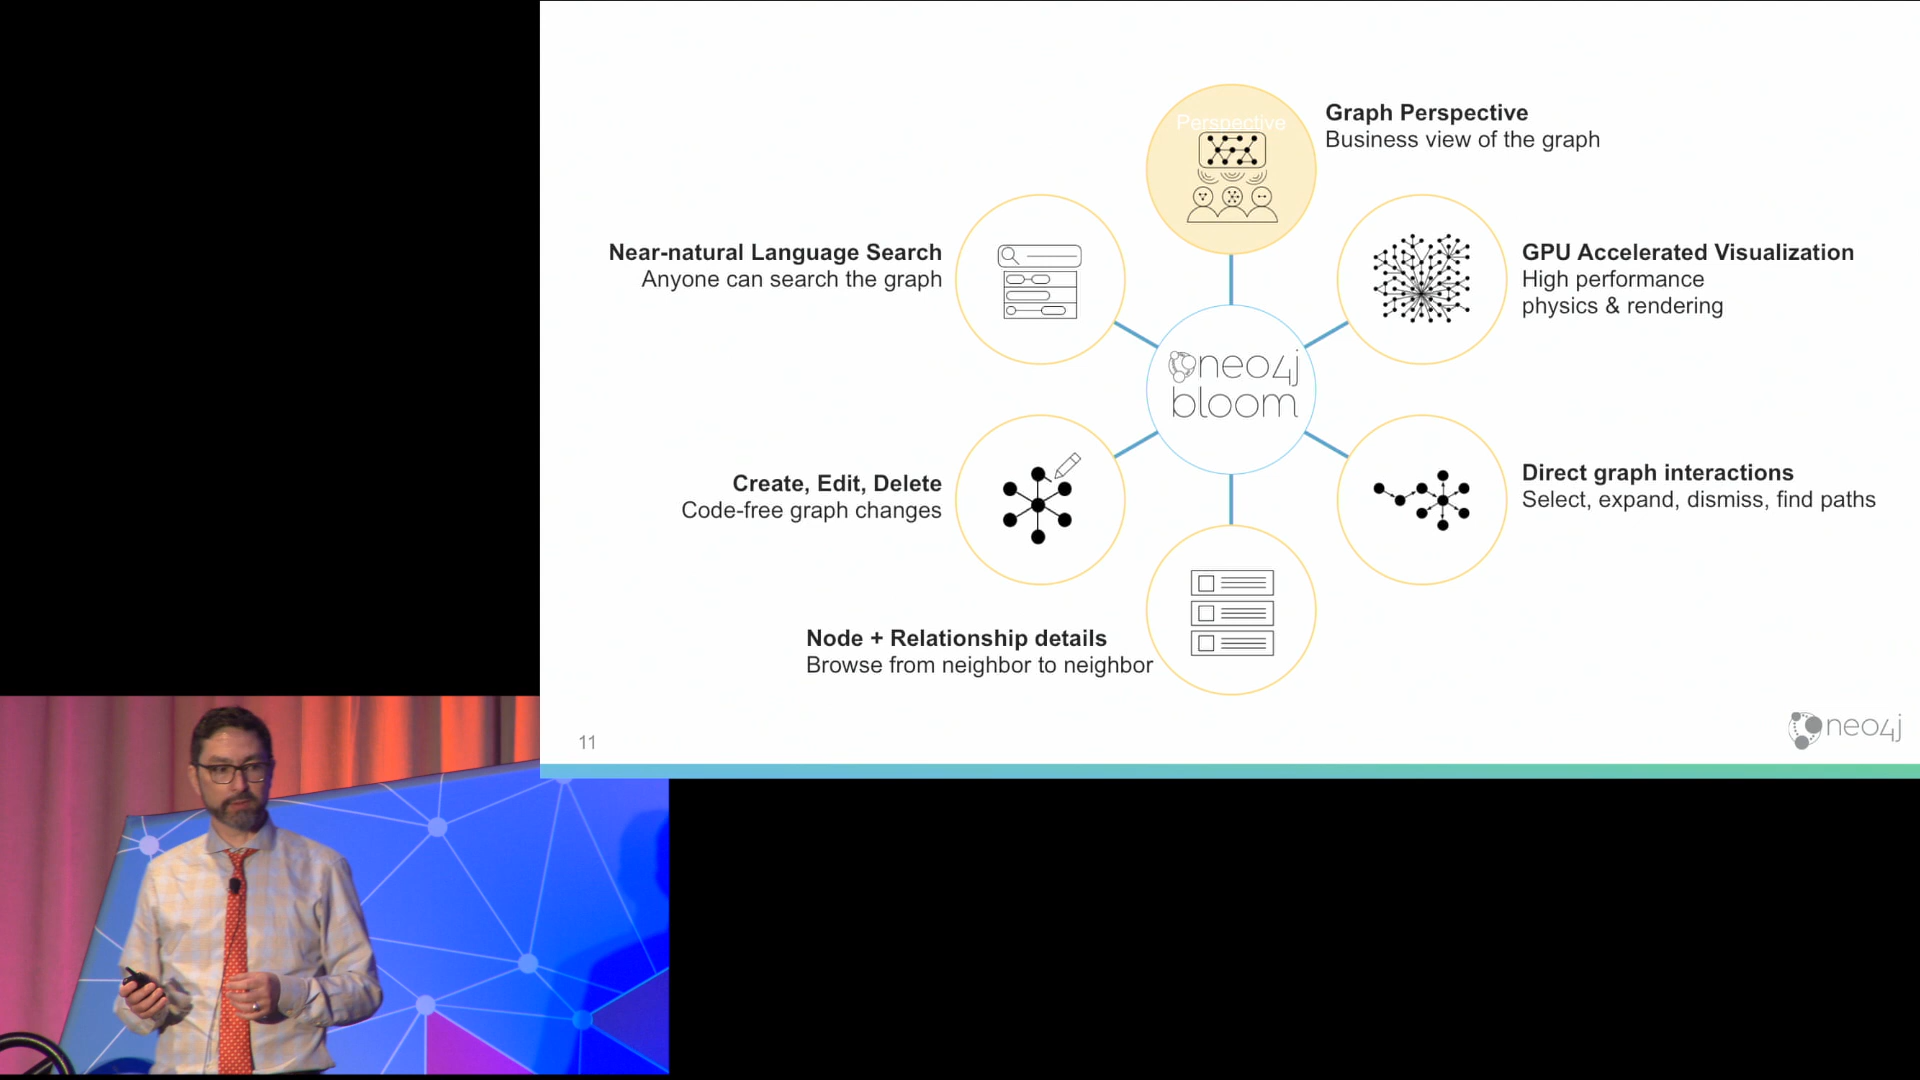 Perspective
Graph Perspective
Business view of the graph
Near-natural Language Search
Anyone can search the graph
GPU Accelerated Visualization
High performance
physics & rendering
neo4j
bloom
Create, Edit, Delete
Code-free graph changes
Direct graph interactions
Select, expand, dismiss, find paths
Node + Relationship details
Browse from neighbor to neighbor
11
neo4j